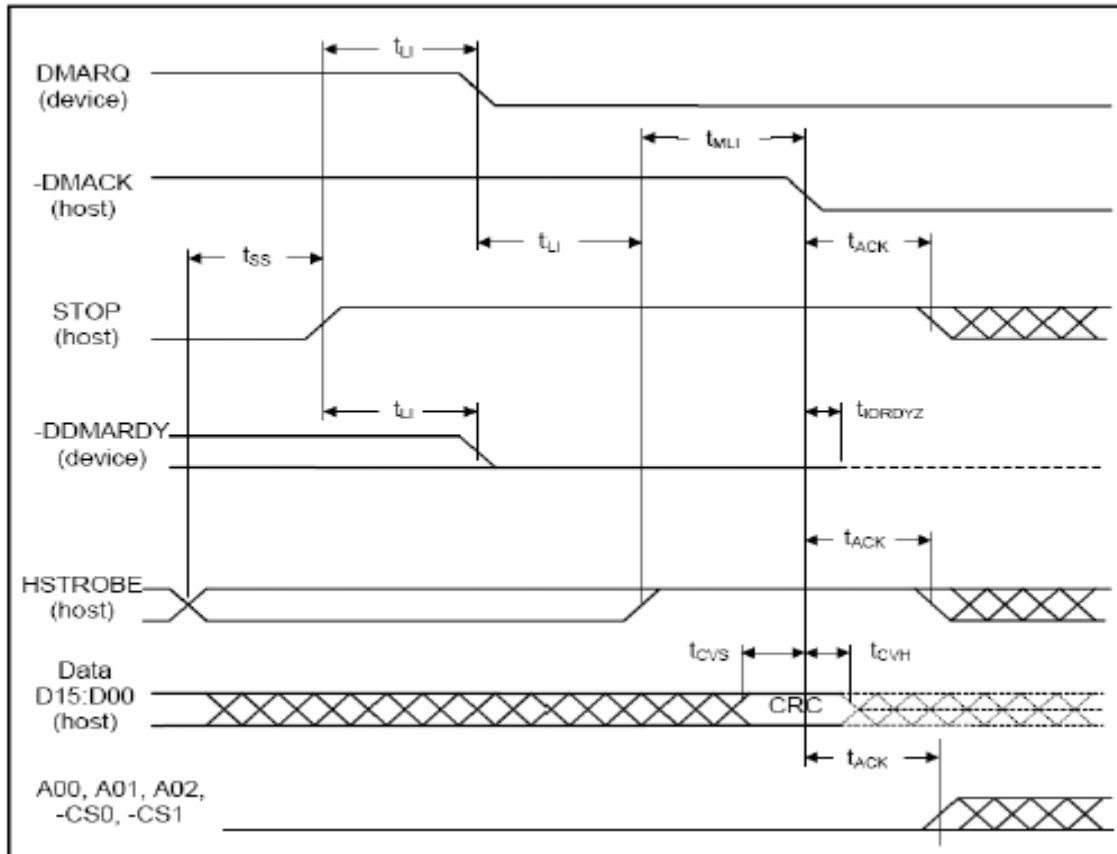 tLI
DMARQ
(device)
tMLI
-DMACK
(host)
tSS
tLI
tACK
STOP
(host)
tLI
tIORDYZ
-DDMARDY
(device)
tACK
HSTROBE
(host)
tCVS
tCVH
Data
D15:D00
(host)
CRC
tACK
A00, A01, A02,
-CS0, -CS1